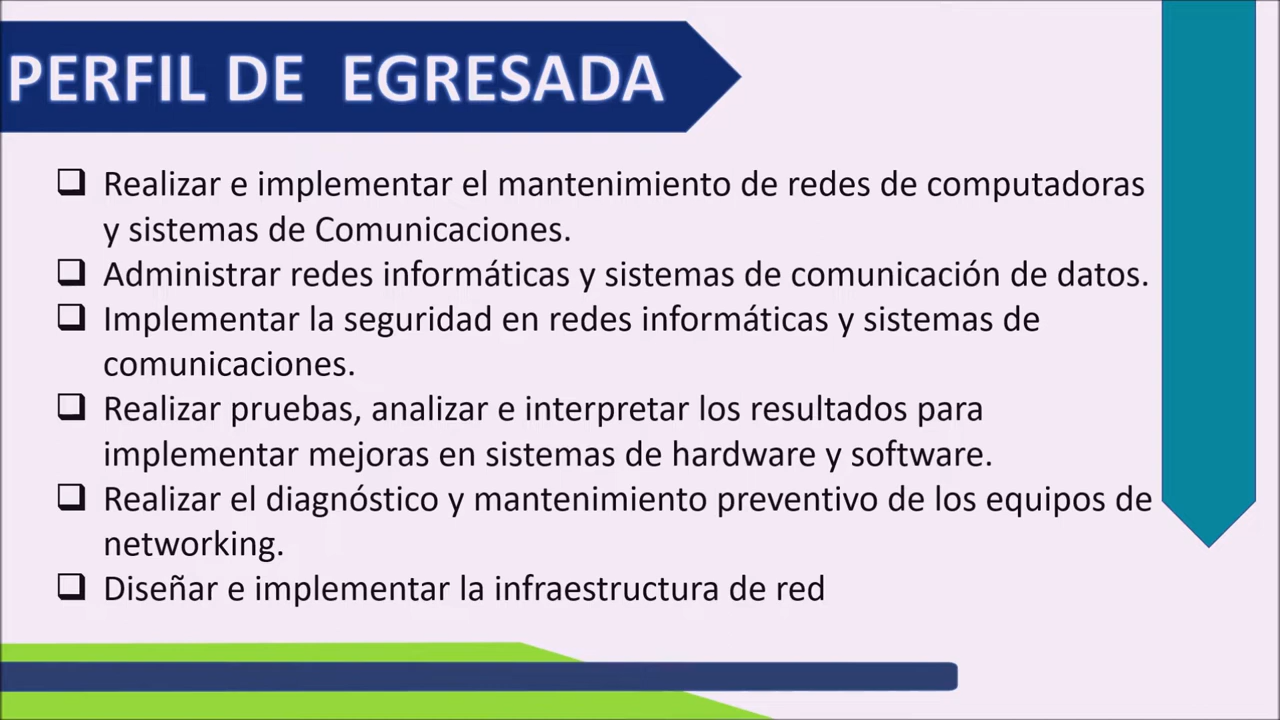 PERFIL DE EGRESADA
Realizar e implementar el mantenimiento de redes de computadoras
y sistemas de Comunicaciones.
Administrar redes informáticas y sistemas de comunicación de datos.
Implementar la seguridad en redes informáticas y sistemas de
comunicaciones.
Realizar pruebas, analizar e interpretar los resultados para
implementar mejoras en sistemas de hardware y software.
Realizar el diagnóstico y mantenimiento preventivo de los equipos de
networking.
Diseñar e implementar la infraestructura de red